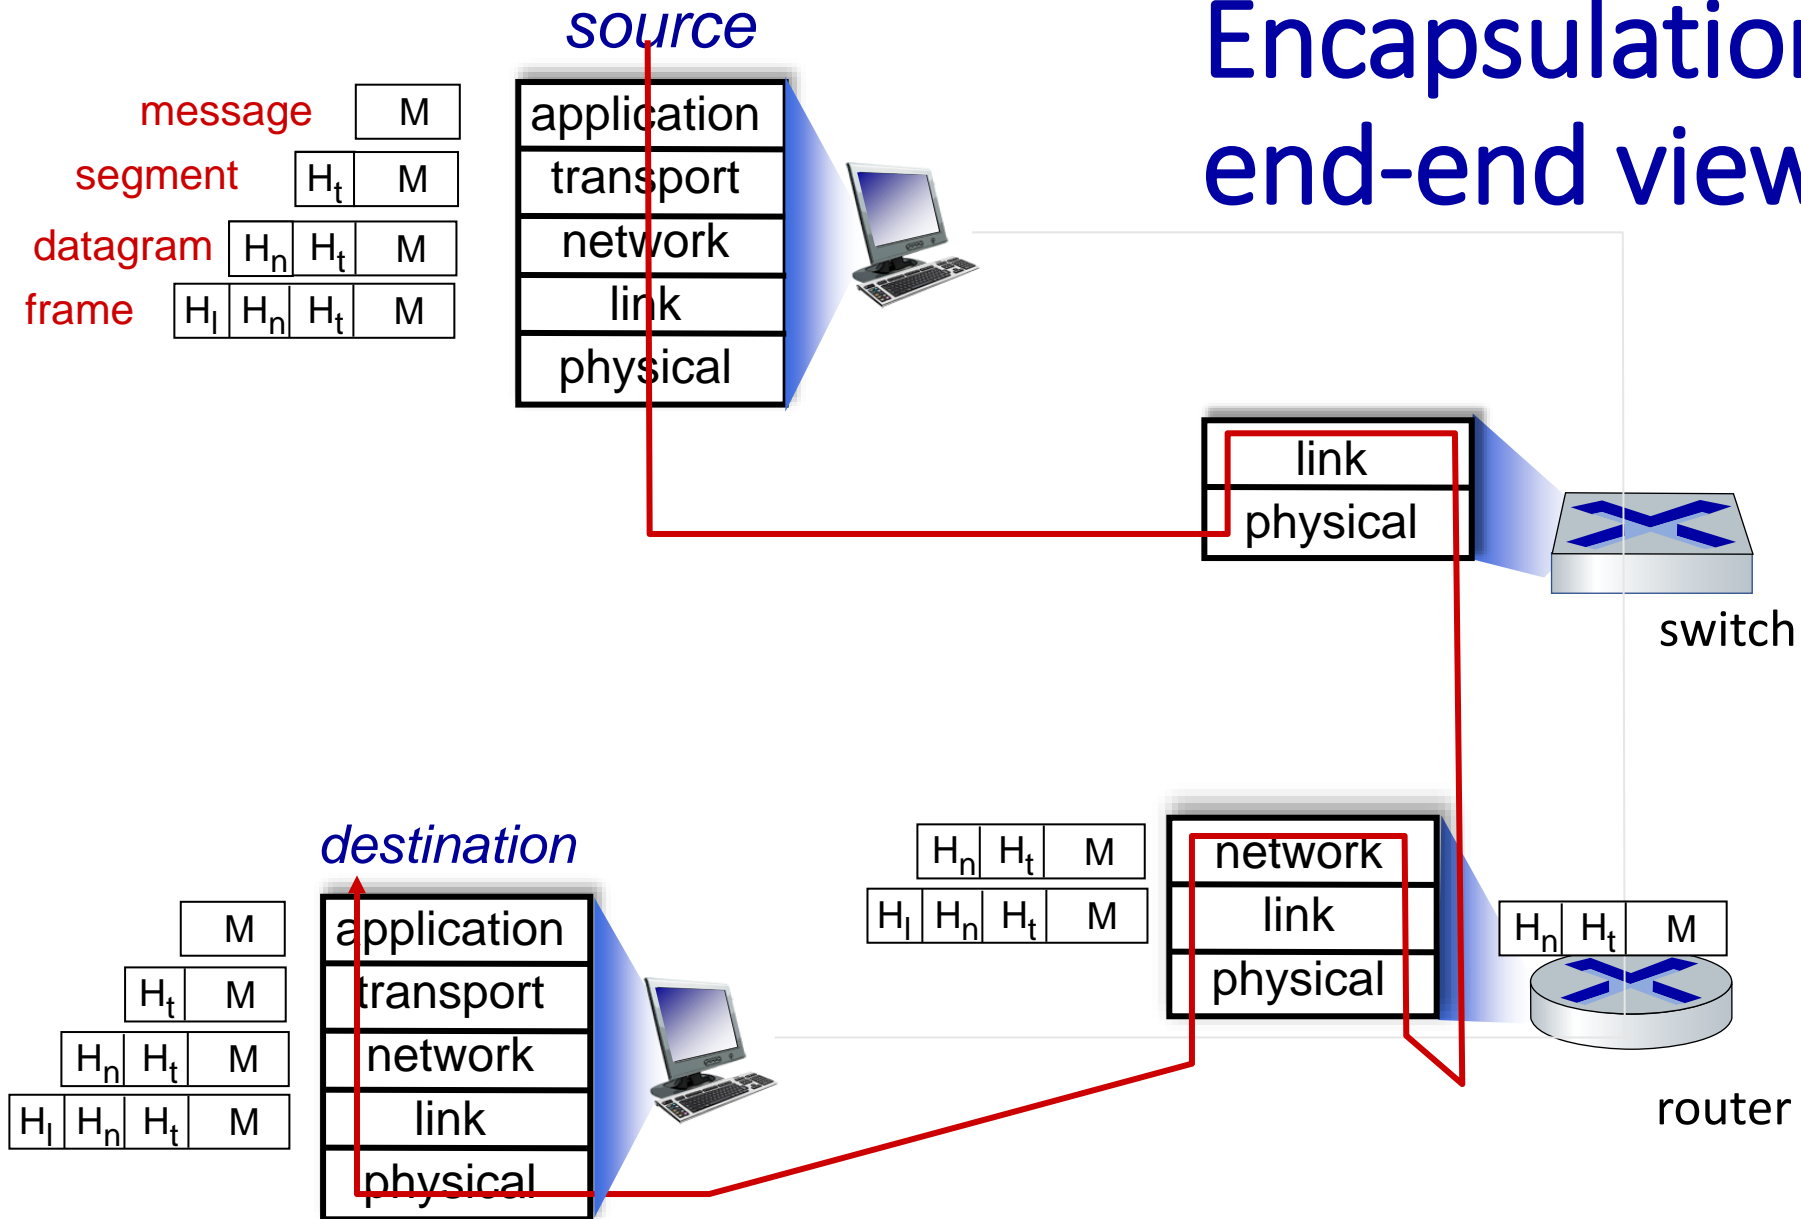 source
Encapsulation
end-end view
message M
application
segment Ht M
transport
datagram Hn Ht M
network
frame Hl Hn Ht M
link
physical
link
physical
switch
destination
Hn Ht M
network
Hl Hn Ht M
link
physical
Hn Ht M
router
M
application
Ht M
transport
Hn Ht M
network
Hl Hn Ht M
link
physical